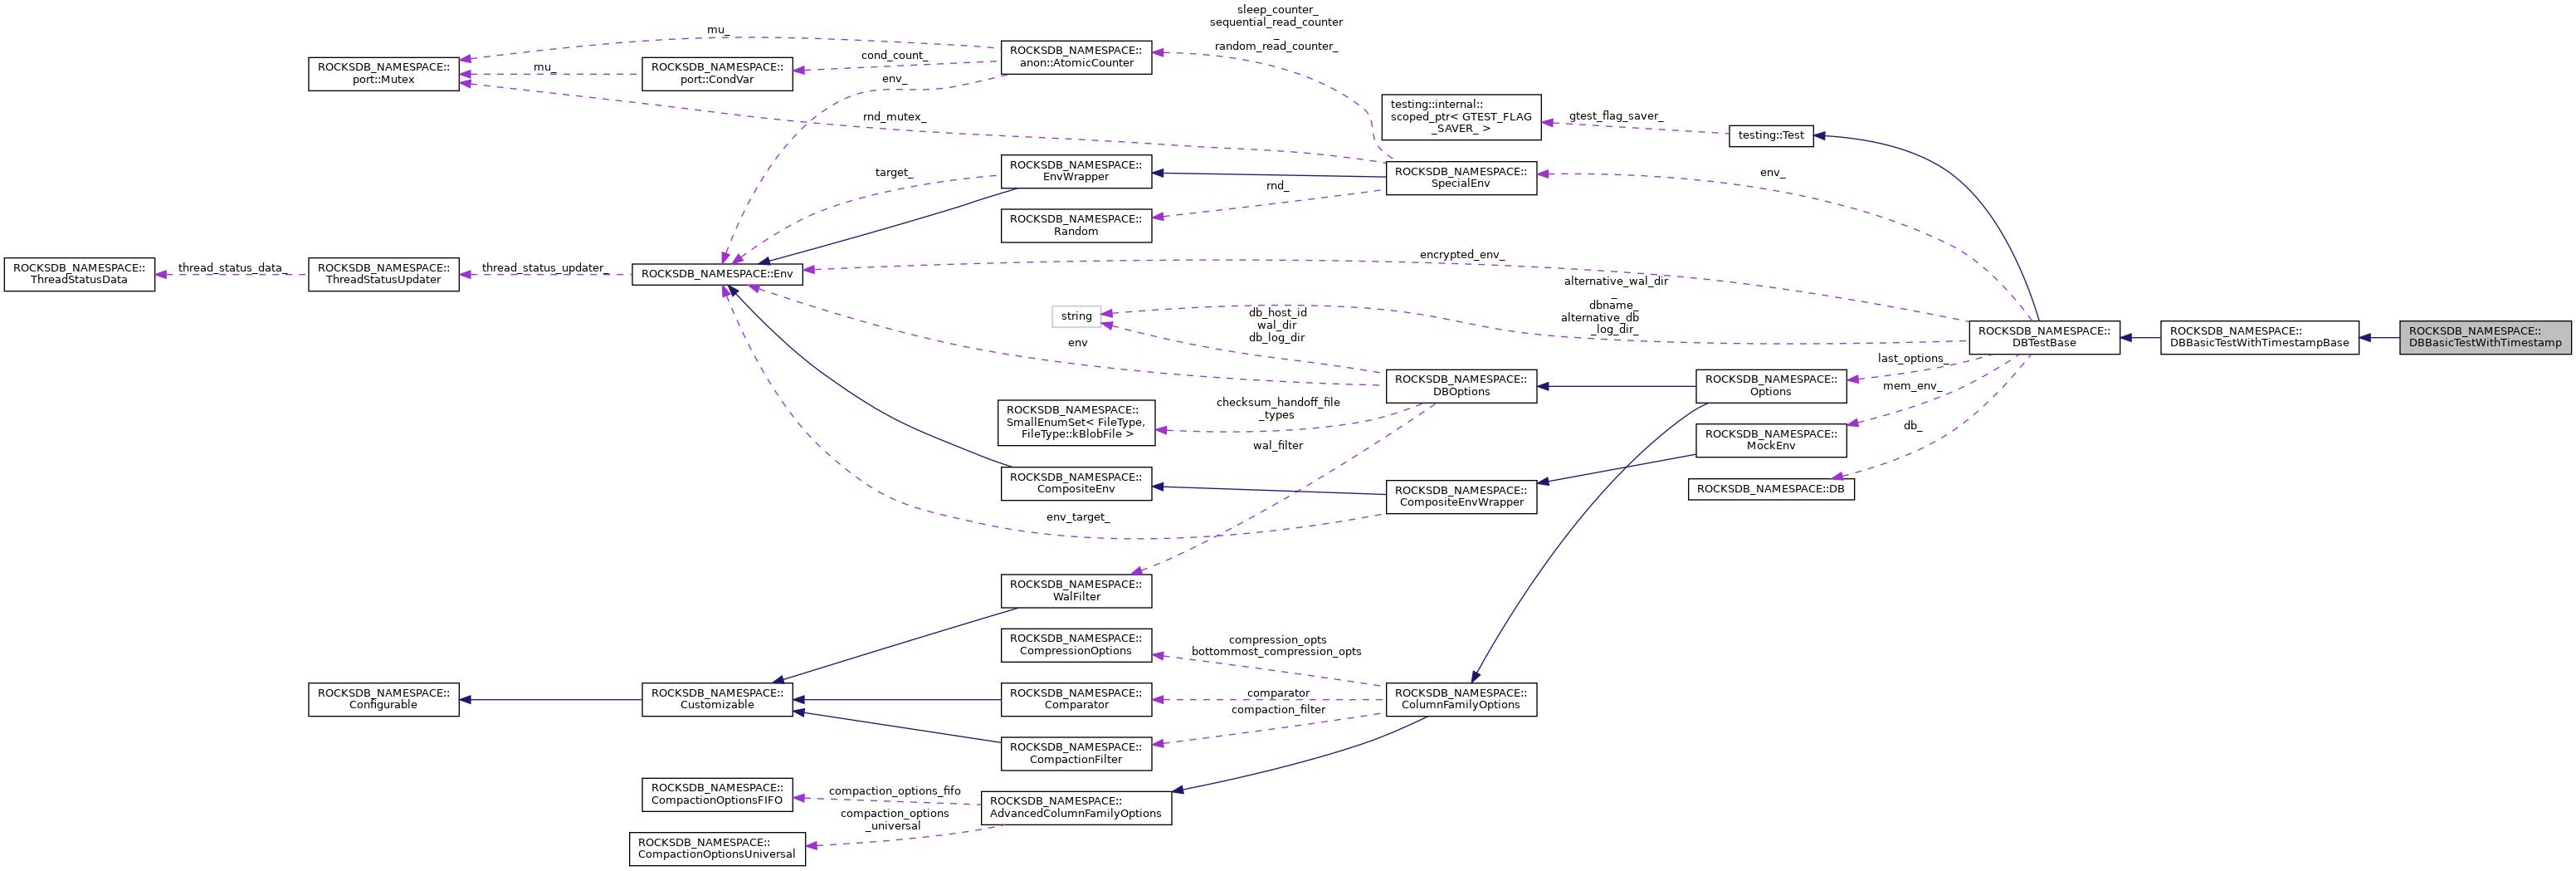 sleep_counter_
sequential_read_counter
_
random_read_counter_
mu_
ROCKSDB_NAMESPACE::
anon::AtomicCounter
cond_count_
ROCKSDB_NAMESPACE::
port::Mutex
mu_
ROCKSDB_NAMESPACE::
port::CondVar
env_
testing::internal::
scoped_ptr< GTEST_FLAG
_SAVER_ >
gtest_flag_saver_
testing::Test
rnd_mutex_
ROCKSDB_NAMESPACE::
EnvWrapper
target_
ROCKSDB_NAMESPACE::
SpecialEnv
rnd_
env_
ROCKSDB_NAMESPACE::
Random
encrypted_env_
ROCKSDB_NAMESPACE::
ThreadStatusData
thread_status_data_
ROCKSDB_NAMESPACE::
ThreadStatusUpdater
thread_status_updater_
ROCKSDB_NAMESPACE::Env
alternative_wal_dir
_
dbname_
alternative_db
_log_dir_
string
db_host_id
wal_dir
db_log_dir
env
ROCKSDB_NAMESPACE::
DBTestBase
ROCKSDB_NAMESPACE::
DBBasicTestWithTimestampBase
ROCKSDB_NAMESPACE::
DBBasicTestWithTimestamp
last_options_
ROCKSDB_NAMESPACE::
DBOptions
ROCKSDB_NAMESPACE::
Options
mem_env_
checksum_handoff_file
_types
ROCKSDB_NAMESPACE::
SmallEnumSet< FileType,
FileType::kBlobFile >
db_
ROCKSDB_NAMESPACE::
MockEnv
wal_filter
ROCKSDB_NAMESPACE::
CompositeEnv
ROCKSDB_NAMESPACE::
CompositeEnvWrapper
ROCKSDB_NAMESPACE::DB
env_target_
ROCKSDB_NAMESPACE::
WalFilter
ROCKSDB_NAMESPACE::
CompressionOptions
compression_opts
bottommost_compression_opts
ROCKSDB_NAMESPACE::
Configurable
ROCKSDB_NAMESPACE::
Customizable
ROCKSDB_NAMESPACE::
Comparator
comparator
ROCKSDB_NAMESPACE::
ColumnFamilyOptions
compaction_filter
ROCKSDB_NAMESPACE::
CompactionFilter
ROCKSDB_NAMESPACE::
CompactionOptionsFIFO
compaction_options_fifo
ROCKSDB_NAMESPACE::
AdvancedColumnFamilyOptions
compaction_options
_universal
ROCKSDB_NAMESPACE::
CompactionOptionsUniversal